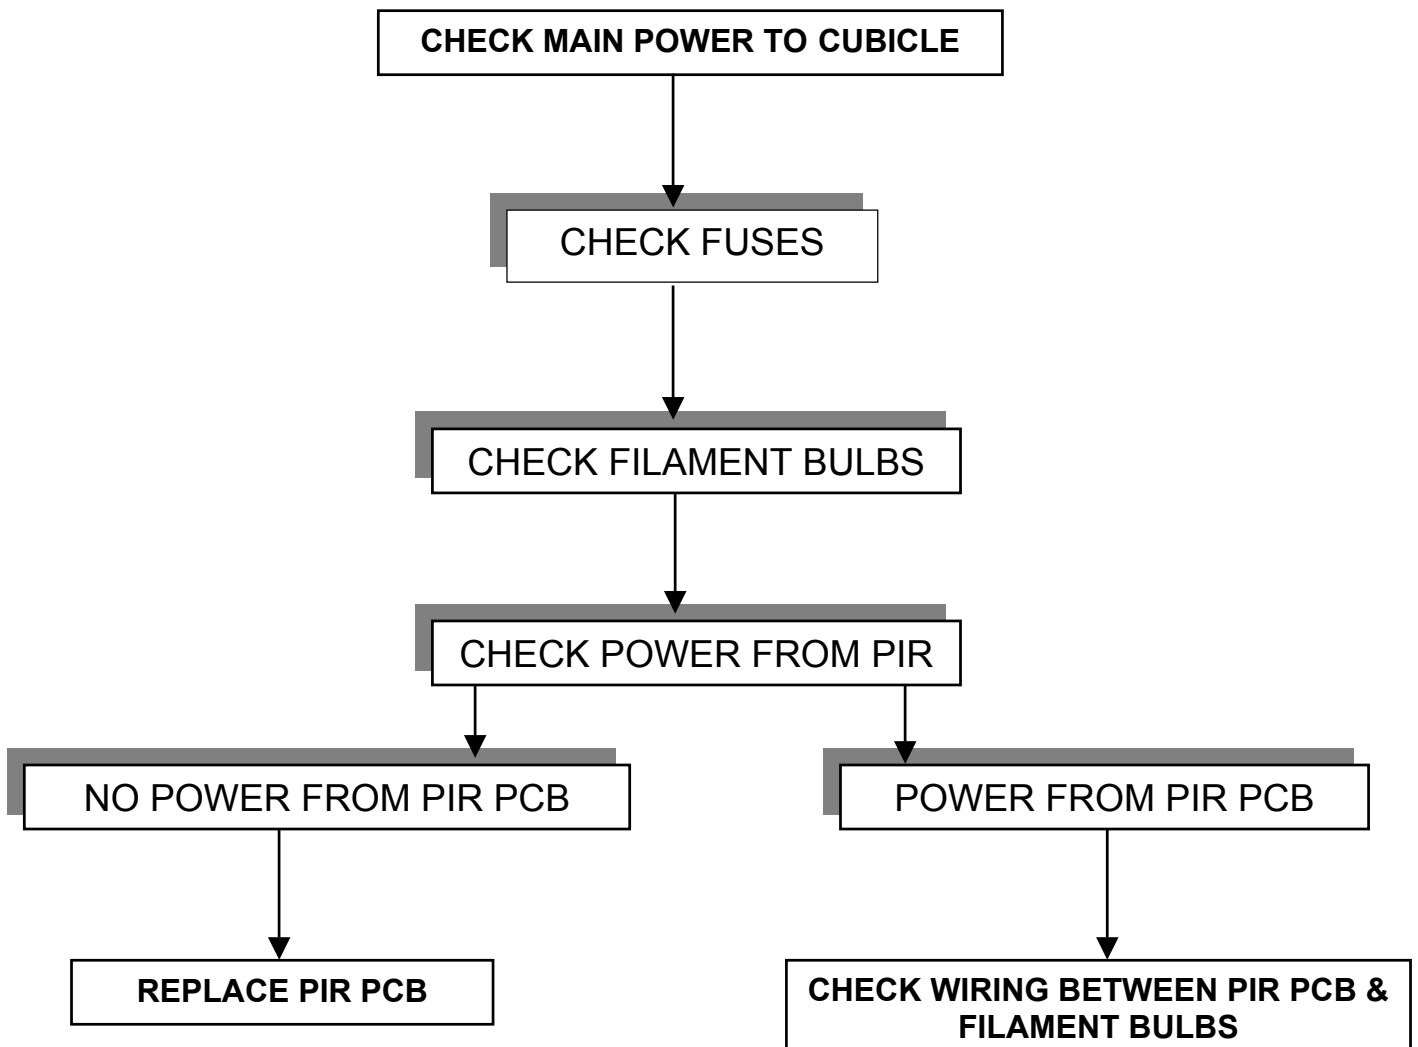 CHECK MAIN POWER TO CUBICLE
CHECK FUSES
CHECK FILAMENT BULBS
CHECK POWER FROM PIR
NO POWER FROM PIR PCB
POWER FROM PIR PCB
REPLACE PIR PCB
CHECK WIRING BETWEEN PIR PCB &
FILAMENT BULBS